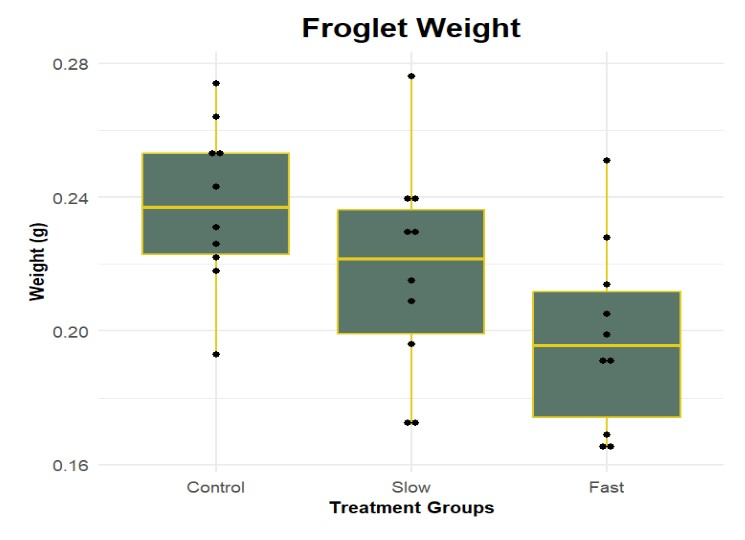 Froglet Weight
0.28
0.24
0.20
0.16
Weight (g)
Control Slow Fast
Treatment Groups